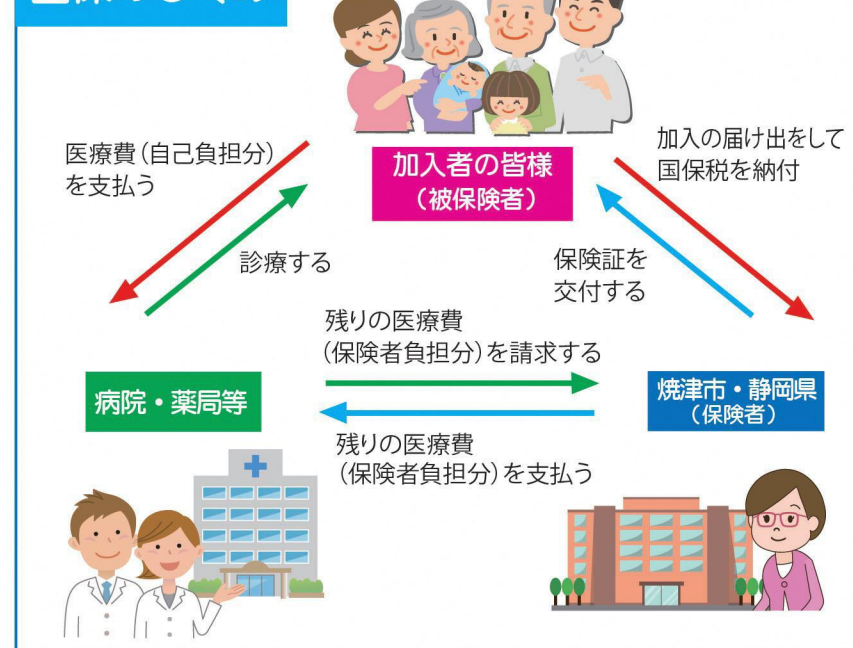 加入者の皆様
（被保険者）
医療費（自己負担分）
を支払う
診療する
加入の届け出をして
国保税を納付
保険証を
交付する
残りの医療費
（保険者負担分）を請求する
病院・薬局等
焼津市・静岡県
（保険者）
残りの医療費
（保険者負担分）を支払う